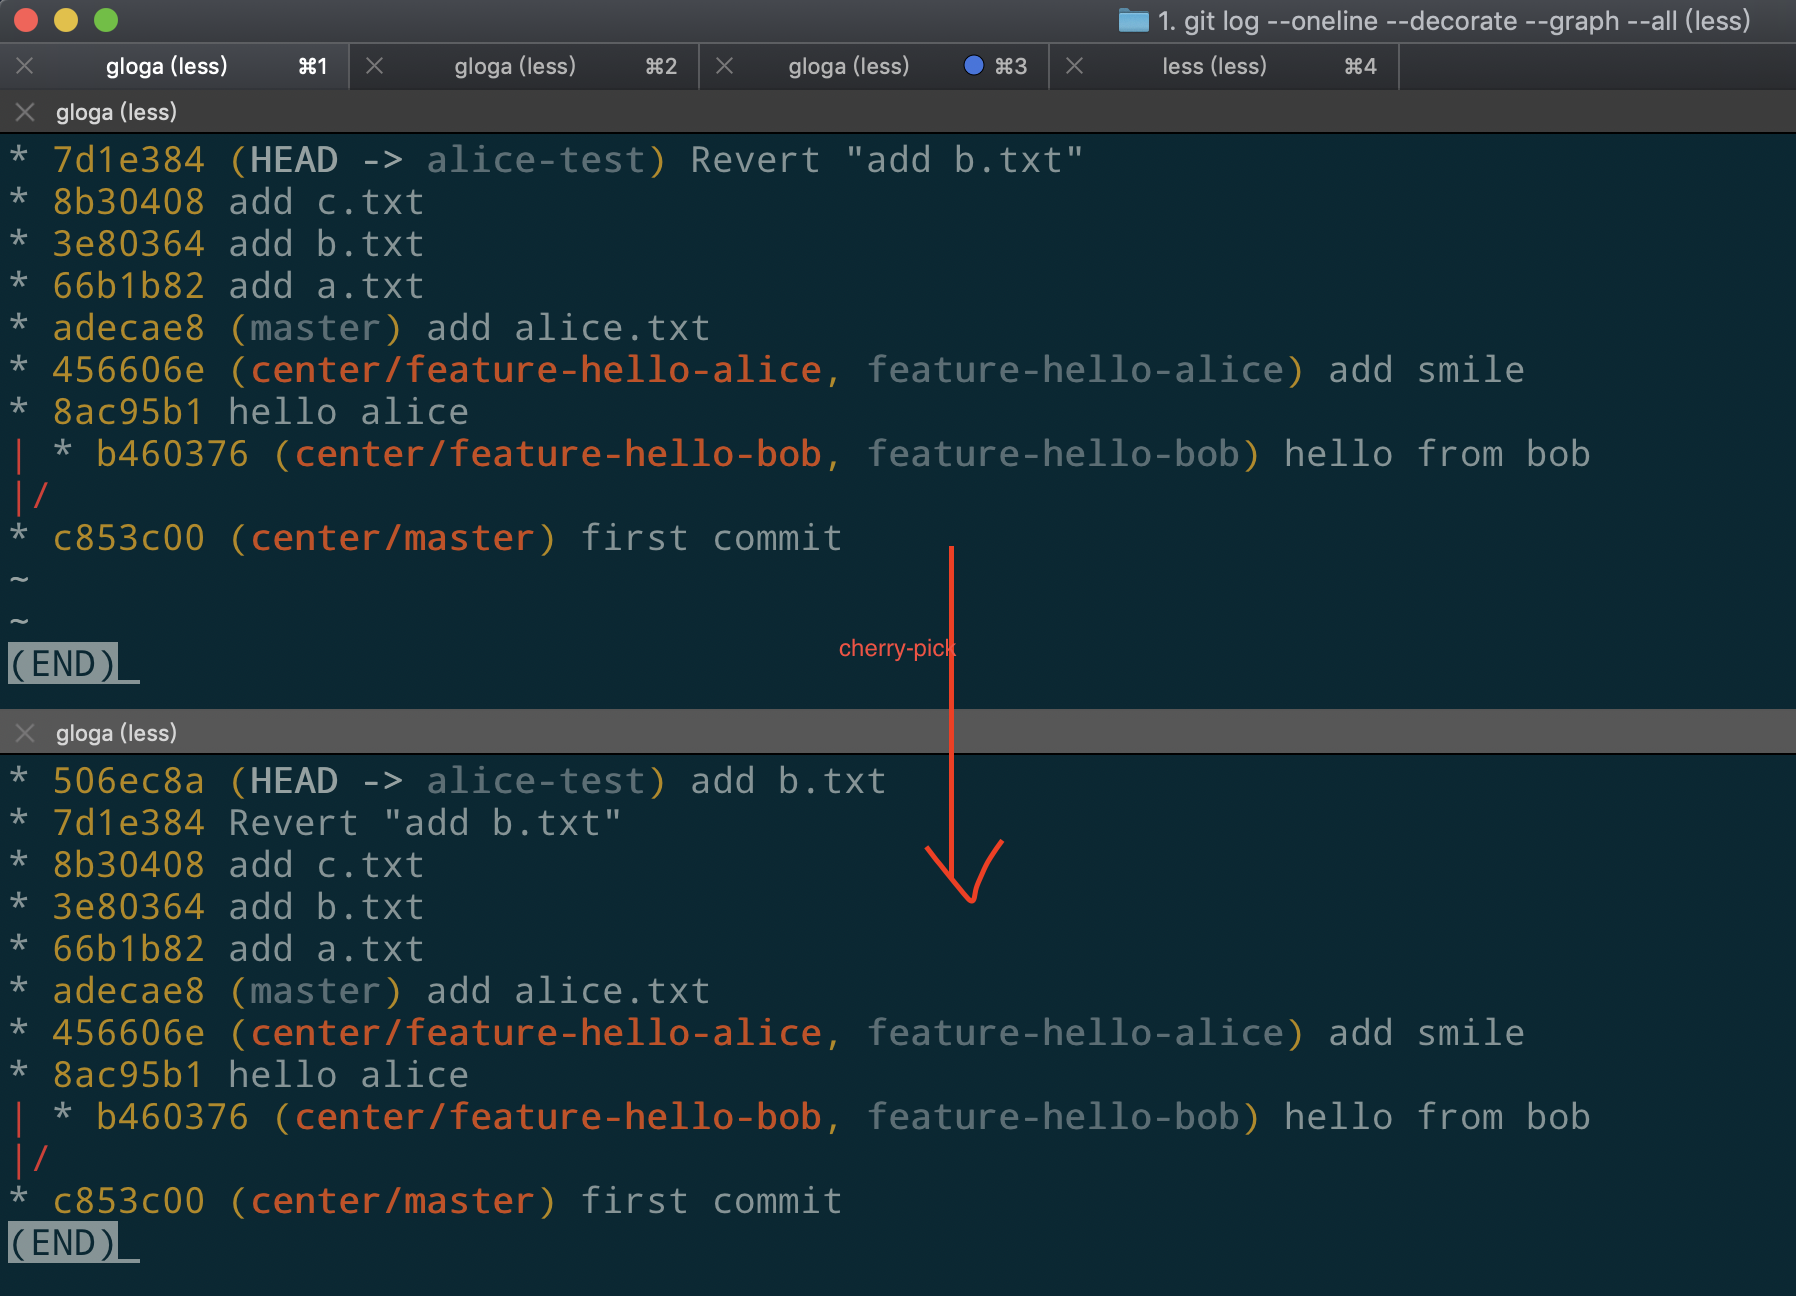 1. git log --oneline --decorate --graph --all (less)
gloga (less) ⌘1 gloga (less) ⌘2 gloga (less) ⌘3 less (less) ⌘4
gloga (less)
* 7d1e384 (HEAD -> alice-test) Revert "add b.txt"
* 8b30408 add c.txt
* 3e80364 add b.txt
* 66b1b82 add a.txt
* adecae8 (master) add alice.txt
* 456606e (center/feature-hello-alice, feature-hello-alice) add smile
* 8ac95b1 hello alice
| * b460376 (center/feature-hello-bob, feature-hello-bob) hello from bob
|/
* c853c00 (center/master) first commit
~
~
cherry-pick
(END)
gloga (less)
* 506ec8a (HEAD -> alice-test) add b.txt
* 7d1e384 Revert "add b.txt"
* 8b30408 add c.txt
* 3e80364 add b.txt
* 66b1b82 add a.txt
* adecae8 (master) add alice.txt
* 456606e (center/feature-hello-alice, feature-hello-alice) add smile
* 8ac95b1 hello alice
| * b460376 (center/feature-hello-bob, feature-hello-bob) hello from bob
|/
* c853c00 (center/master) first commit
(END)